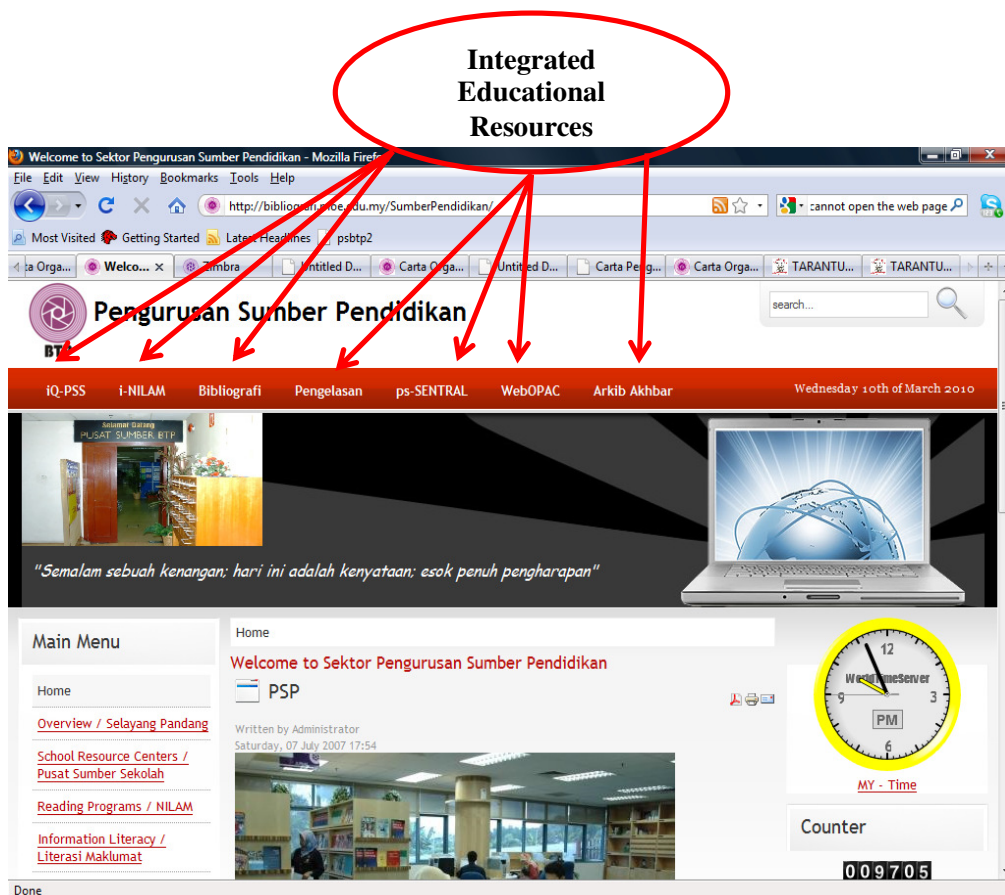 Integrated
Educational
Resources
Welcome to Sektor Pengurusan Sumber Pendidikan - Mozilla Firefox
File Edit View History Bookmarks Tools Help
http://bibliografi.moe.edu.my/SumberPendidikan/
cannot open the web page
Most Visited Getting Started Latest Headlines psbtp2
ta Orga... Welco... Zimbra Untitled D... Carta Orga... Untitled D... Carta Peng... Carta Orga... TARANTU... TARANTU...
BTP
Pengurusan Sumber Pendidikan
search...
iQ-PSS i-NILAM Bibliografi Pengelasan ps-SENTRAL WebOPAC Arkib Akhbar Wednesday 10th of March 2010
Selamat Datang
PUSAT SUMBER BTP
"Semalam sebuah kenangan; hari ini adalah kenyataan; esok penuh pengharapan"
Main Menu
Home
Overview / Selayang Pandang
School Resource Centers /
Pusat Sumber Sekolah
Reading Programs / NILAM
Information Literacy /
Literasi Maklumat
Home
Welcome to Sektor Pengurusan Sumber Pendidikan
PSP
Written by Administrator
Saturday, 07 July 2007 17:54
12
WorldTimeServer
9 3
PM
6
MY - Time
Counter
009705
Done